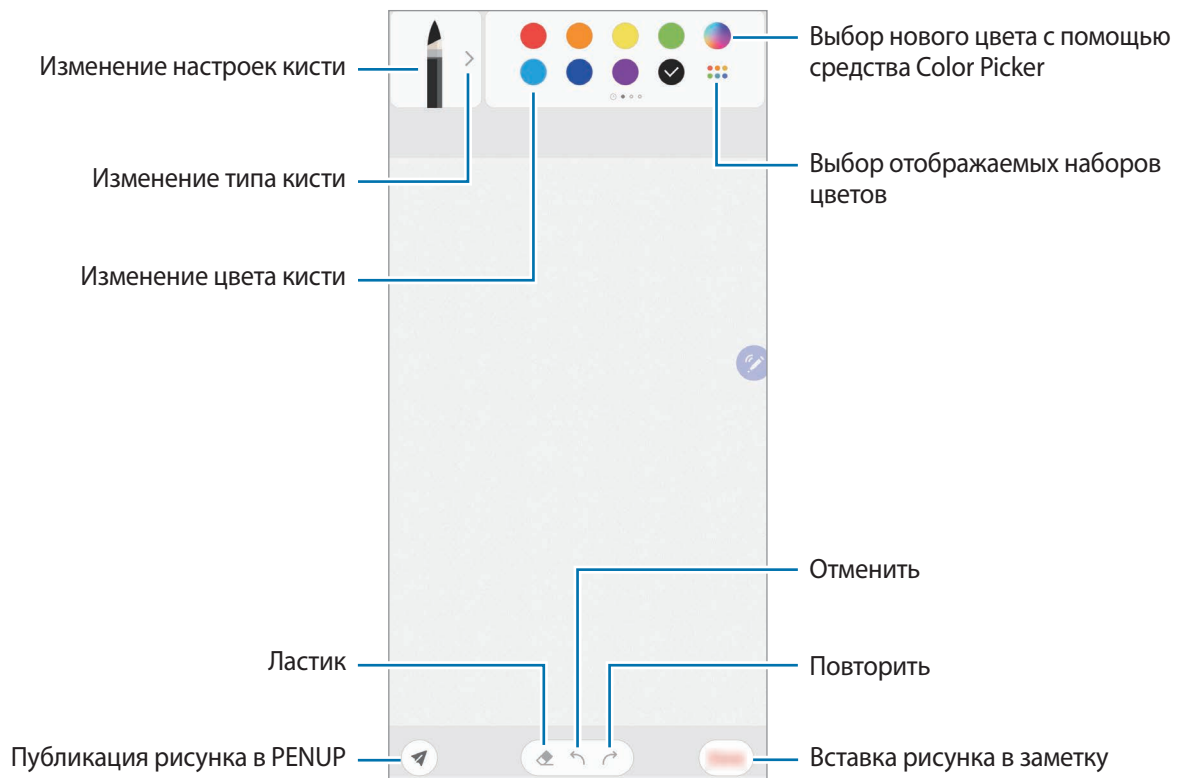 Изменение настроек кисти
Изменение типа кисти
Изменение цвета кисти
Выбор нового цвета с помощью
средства Color Picker
Выбор отображаемых наборов
цветов
Отменить
Ластик
Повторить
Публикация рисунка в PENUP
Вставка рисунка в заметку